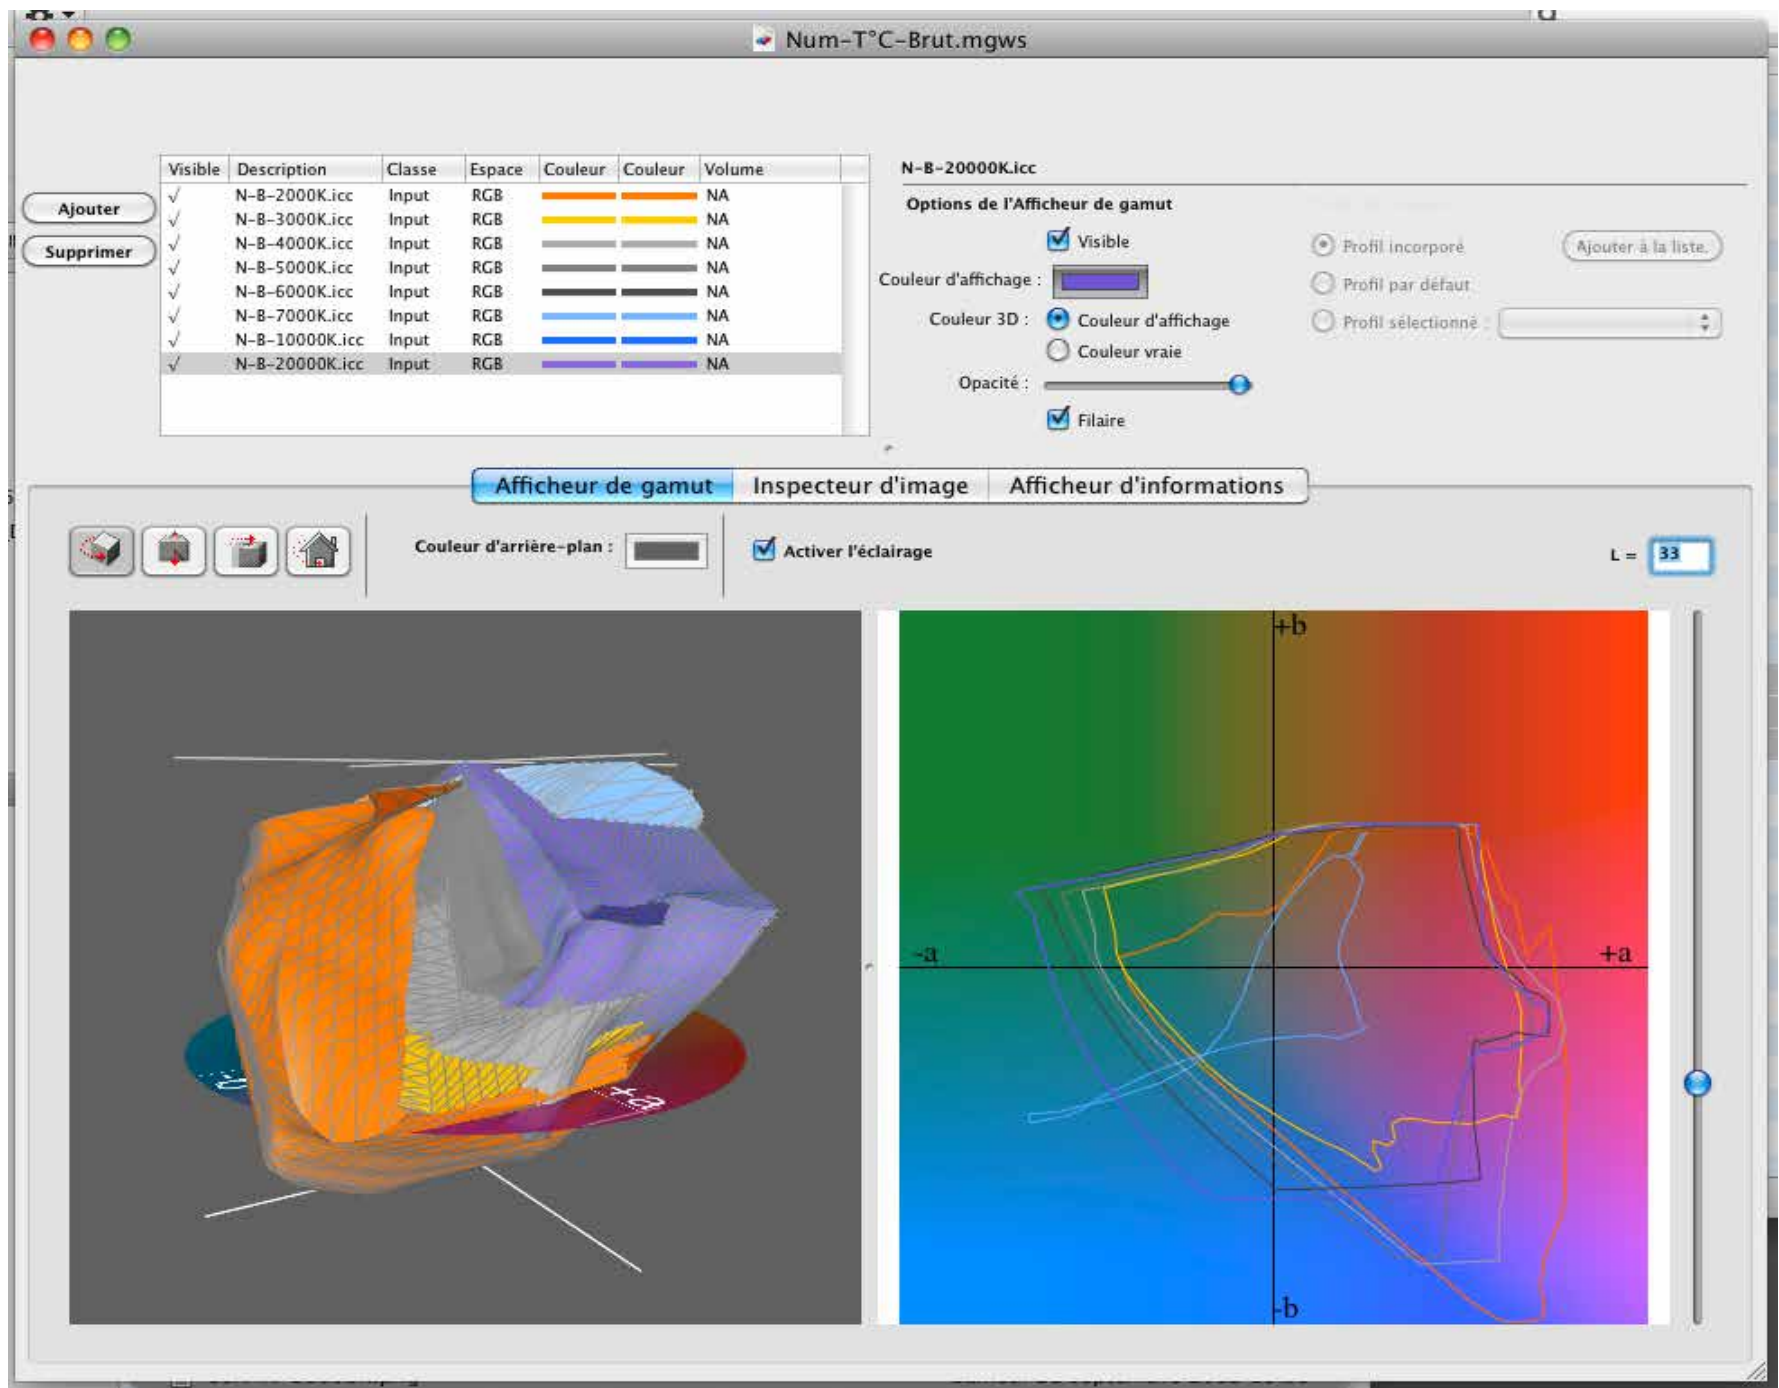 Num-T°C-Brut.mgws
Visible Description Classe Espace Couleur Couleur Volume
N-B-2000K.icc Input RGB NA
N-B-3000K.icc Input RGB NA
N-B-4000K.icc Input RGB NA
N-B-5000K.icc Input RGB NA
N-B-6000K.icc Input RGB NA
N-B-7000K.icc Input RGB NA
N-B-10000K.icc Input RGB NA
N-B-20000K.icc Input RGB NA
Ajouter
Supprimer
N-B-20000K.icc
Options de l'Afficheur de gamut
Visible
Couleur d'affichage :
Couleur 3D : Couleur d'affichage
Couleur vraie
Opacité :
Filaire
Profil incorporé Ajouter à la liste.
Profil par défaut
Profil sélectionné :
Afficheur de gamut Inspecteur d'image Afficheur d'informations
Couleur d'arrière-plan : Activer l'éclairage L = 33
+a
+b
-a +a
-b